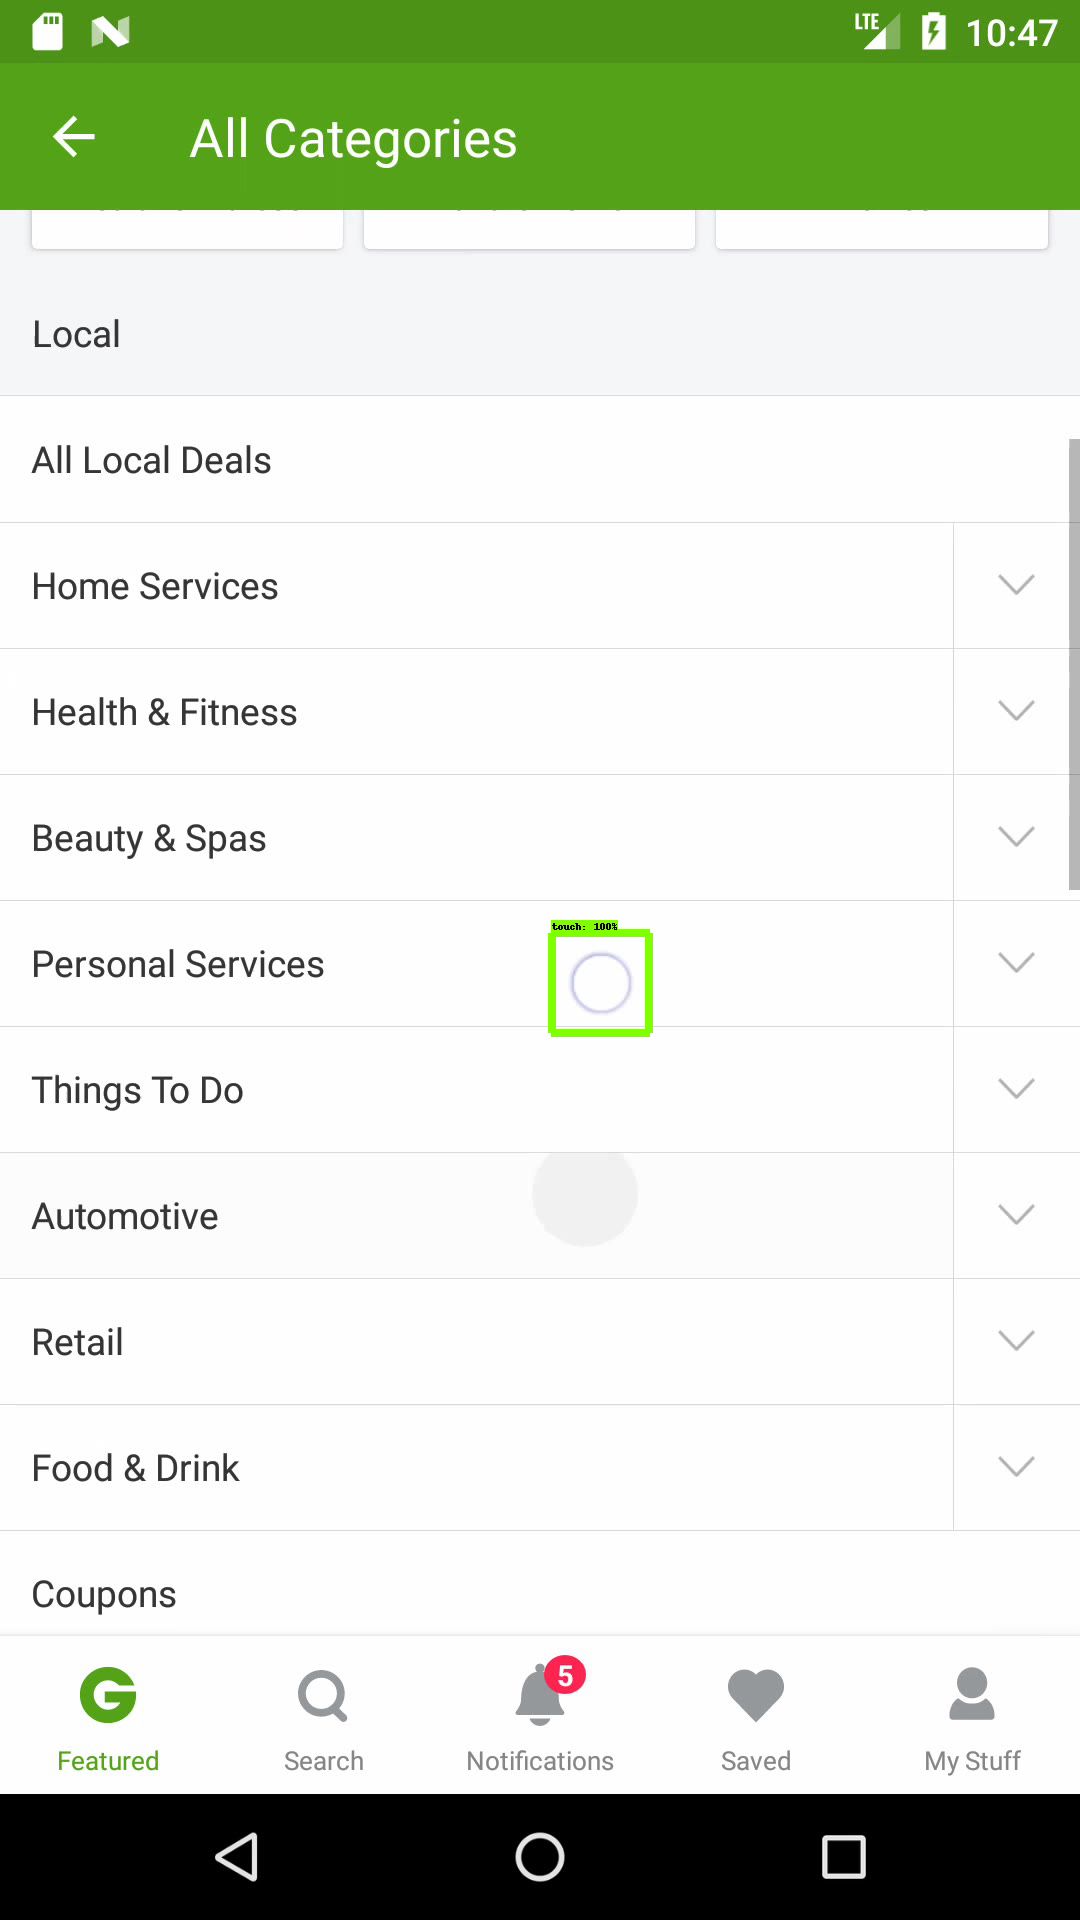 LTE 10:47
All Categories
Local
All Local Deals
Home Services
Health & Fitness
Beauty & Spas
touch: 100%
Personal Services
Things To Do
Automotive
Retail
Food & Drink
Coupons
5
Featured
Search
Notifications
Saved
My Stuff